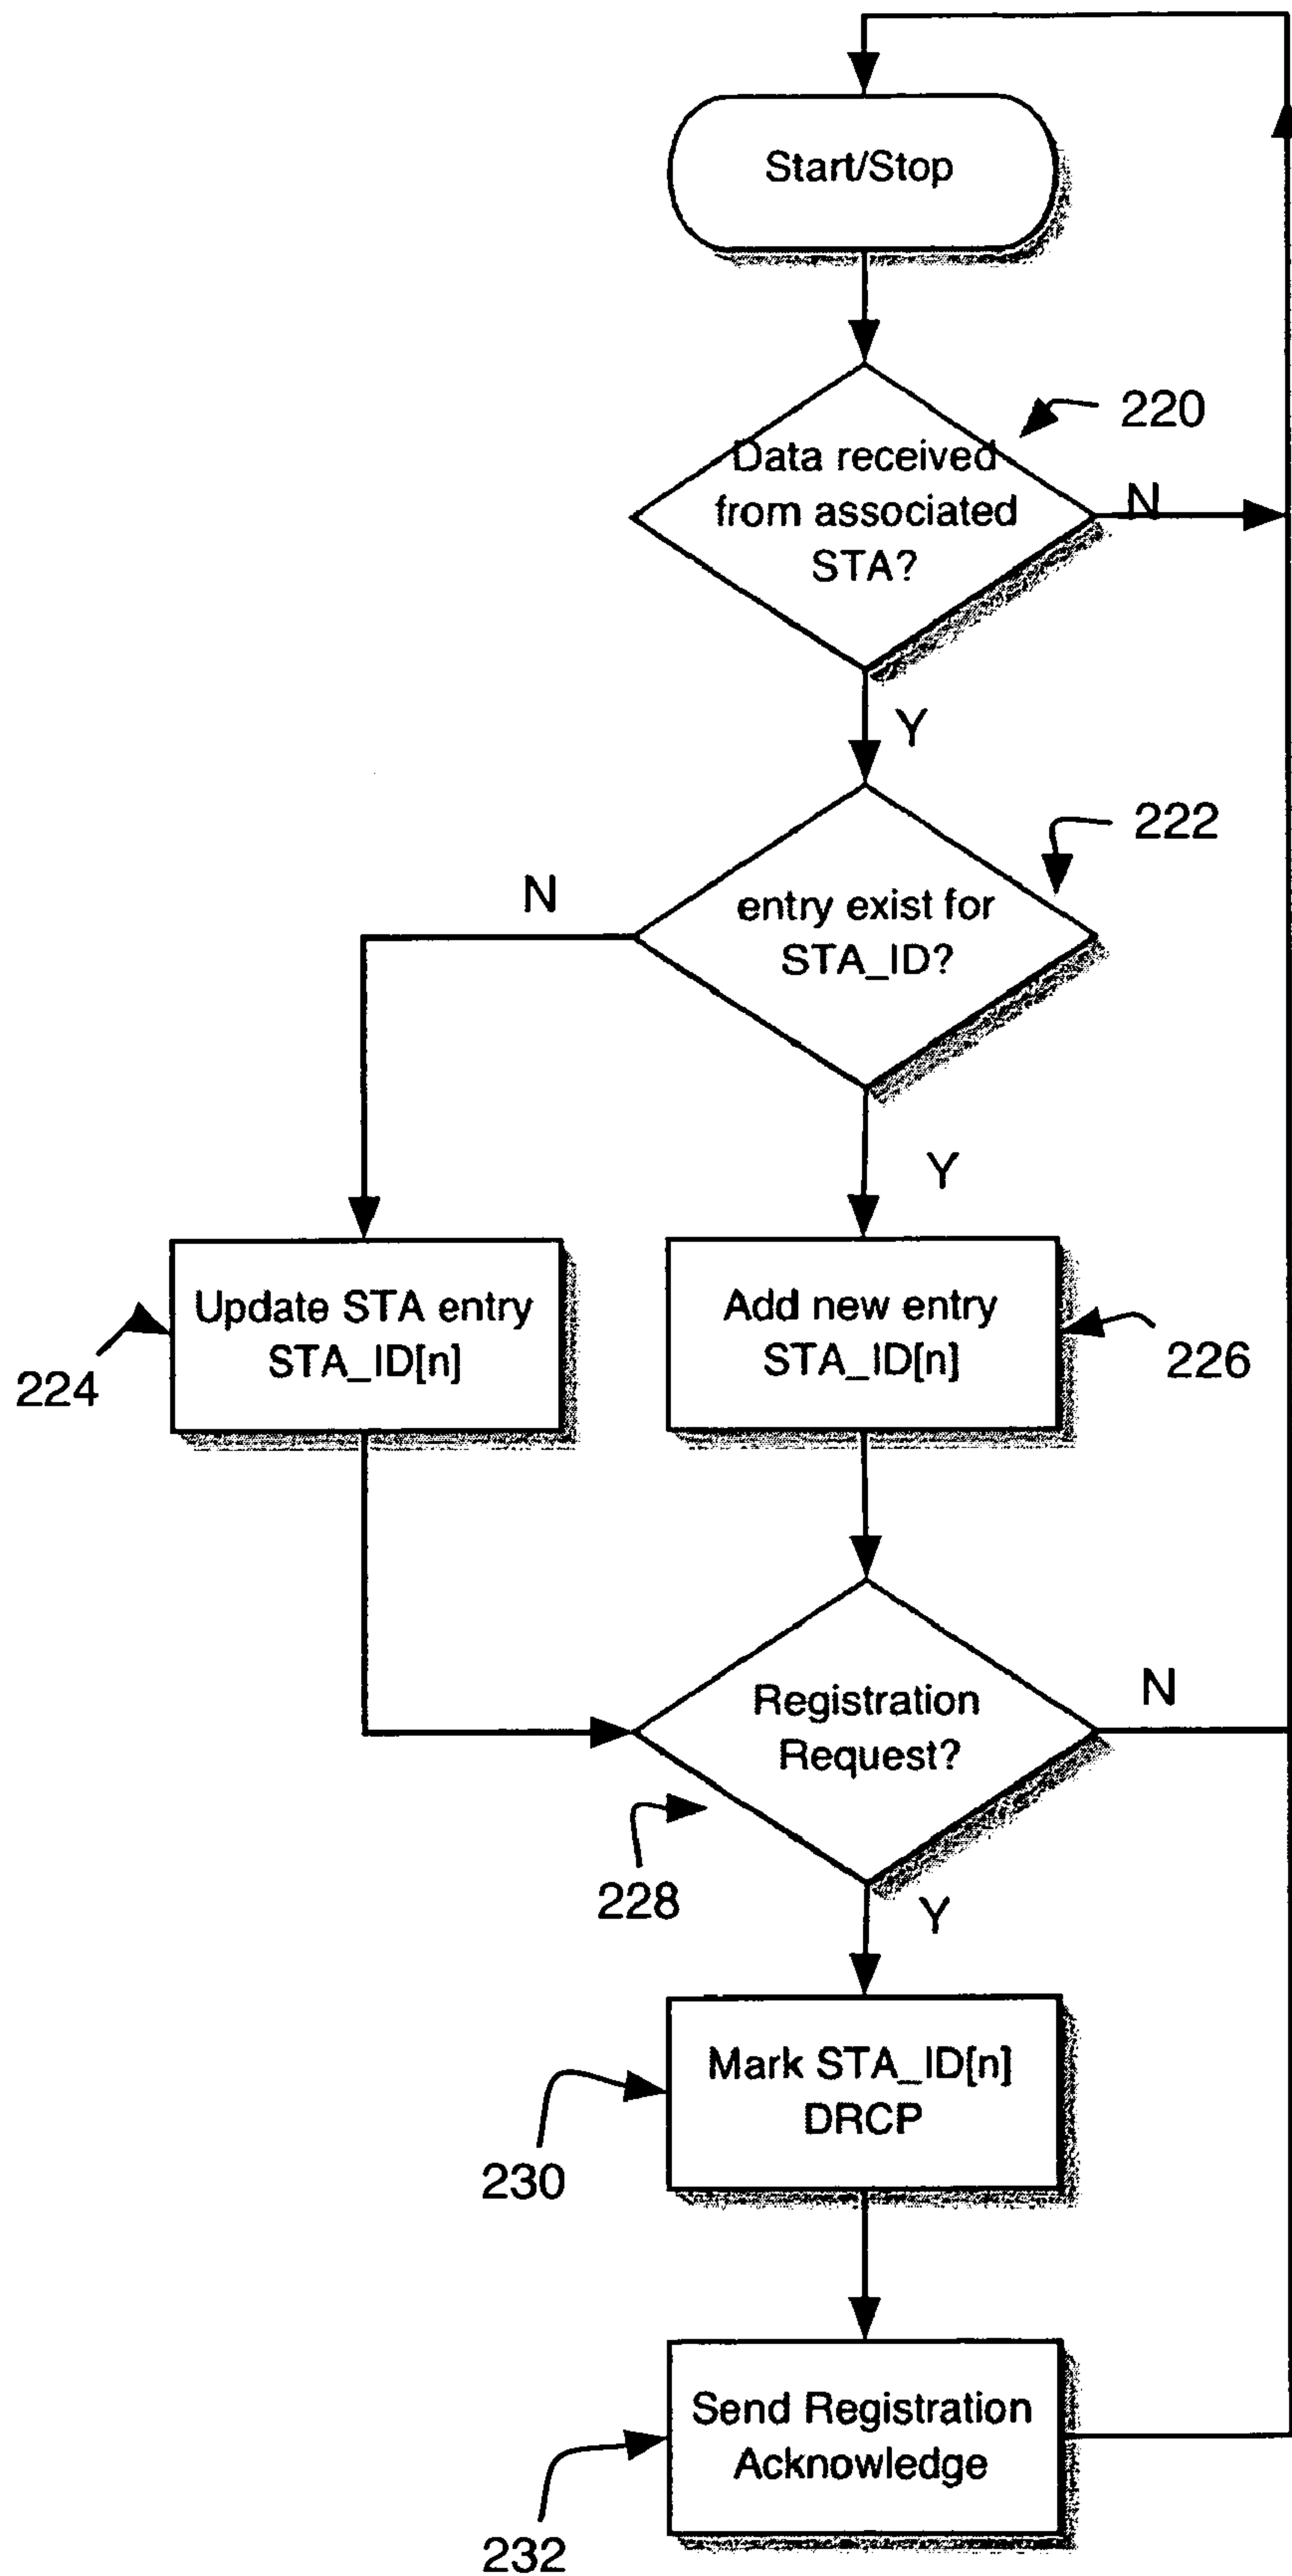 Start/Stop
220
Data received
from associated
STA?
N
Y
222
entry exist for
STA_ID?
N
Y
Update STA entry
STA_ID[n]
224
Add new entry
STA_ID[n]
226
Registration
Request?
N
228
Y
Mark STA_ID[n]
DRCP
230
Send Registration
Acknowledge
232